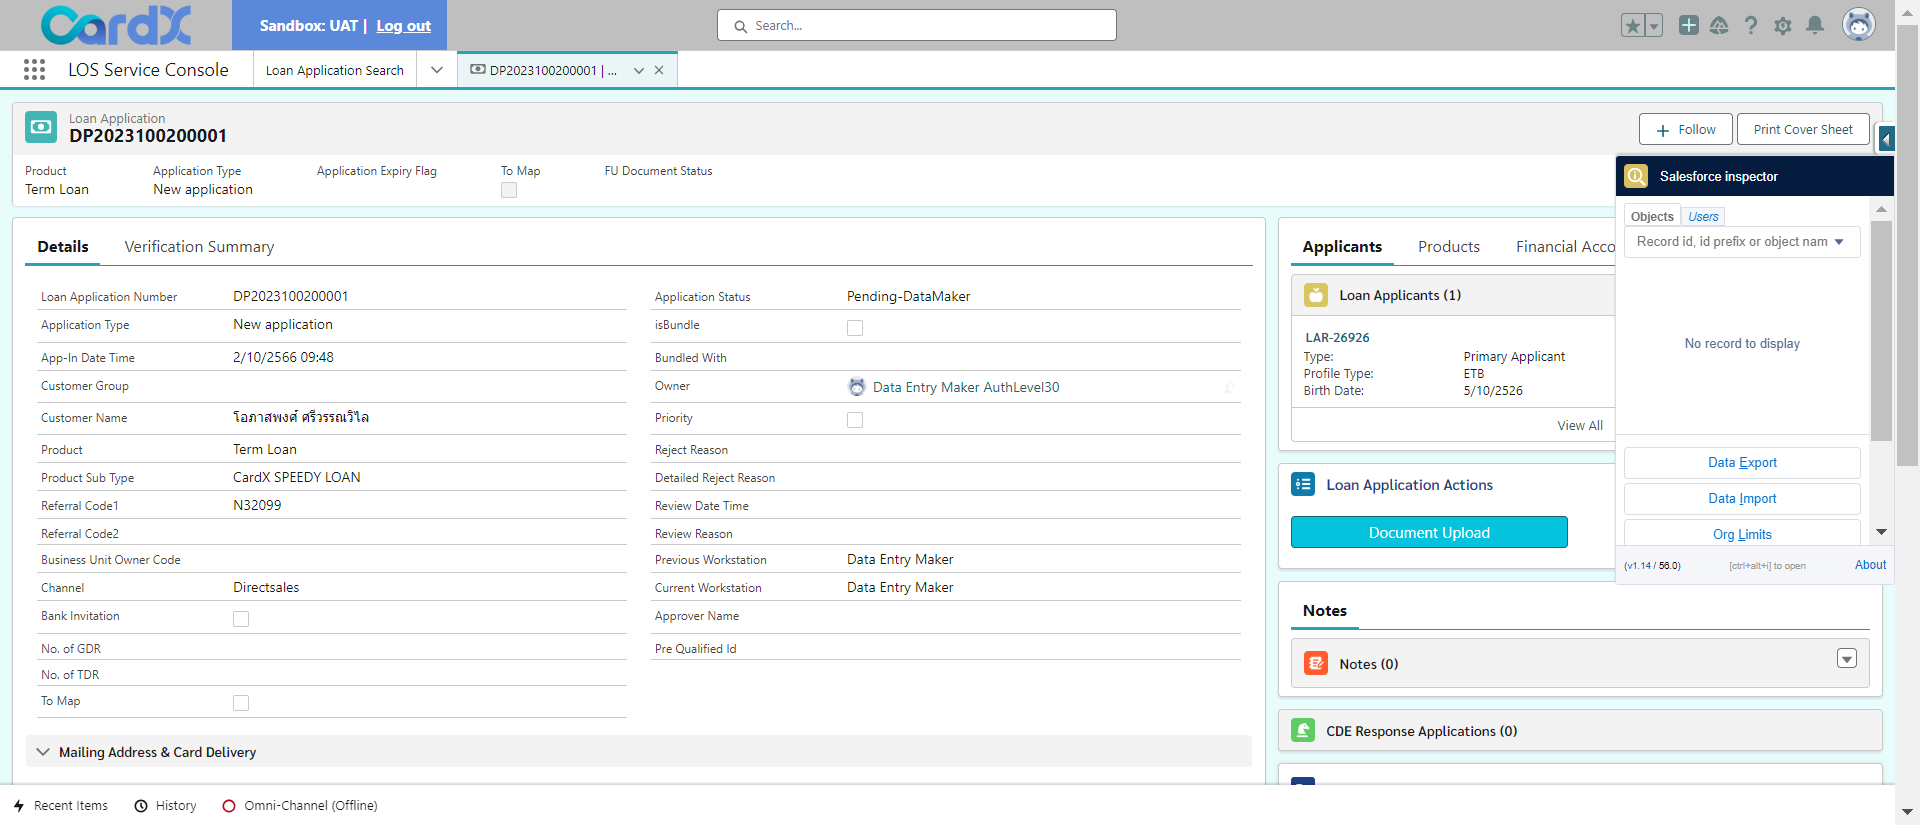 CardX
Sandbox: UAT | Log out
Search...
LOS Service Console
Loan Application Search
DP2023100200001 | ...
Loan Application
DP2023100200001
Follow
Print Cover Sheet
Product
Term Loan
Application Type
New application
Application Expiry Flag
To Map
FU Document Status
Details
Verification Summary
Loan Application Number DP2023100200001
Application Type New application
App-In Date Time 2/10/2566 09:48
Customer Group
Customer Name โอภาสพงศ์ ศรีวรรณวิไล
Product Term Loan
Product Sub Type CardX SPEEDY LOAN
Referral Code1 N32099
Referral Code2
Business Unit Owner Code
Channel Directsales
Bank Invitation
No. of GDR
No. of TDR
To Map
Application Status Pending-DataMaker
isBundle
Bundled With
Owner Data Entry Maker AuthLevel30
Priority
Reject Reason
Detailed Reject Reason
Review Date Time
Review Reason
Previous Workstation Data Entry Maker
Current Workstation Data Entry Maker
Approver Name
Pre Qualified Id
Mailing Address & Card Delivery
Applicants
Products
Financial Acco
Loan Applicants (1)
LAR-26926
Type: Primary Applicant
Profile Type: ETB
Birth Date: 5/10/2526
View All
Loan Application Actions
Document Upload
Notes
Notes (0)
CDE Response Applications (0)
Salesforce inspector
Objects
Users
Record id, id prefix or object nam
No record to display
Data Export
Data Import
Org Limits
(v1.14 / 56.0)
[ctrl+alt+i] to open
About
Recent Items
History
Omni-Channel (Offline)